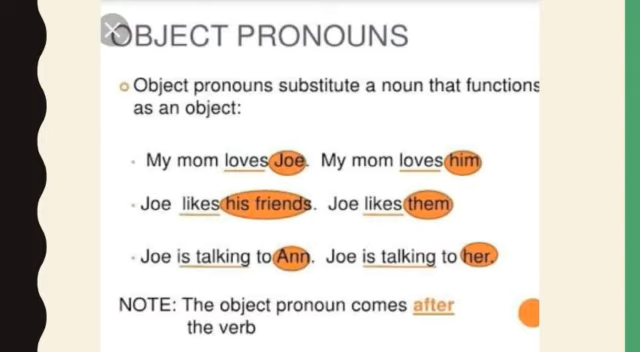 OBJECT PRONOUNS
Object pronouns substitute a noun that functions
as an object:
My mom loves Joe. My mom loves him
Joe likes his friends. Joe likes them
Joe is talking to Ann. Joe is talking to her.
NOTE: The object pronoun comes after
the verb